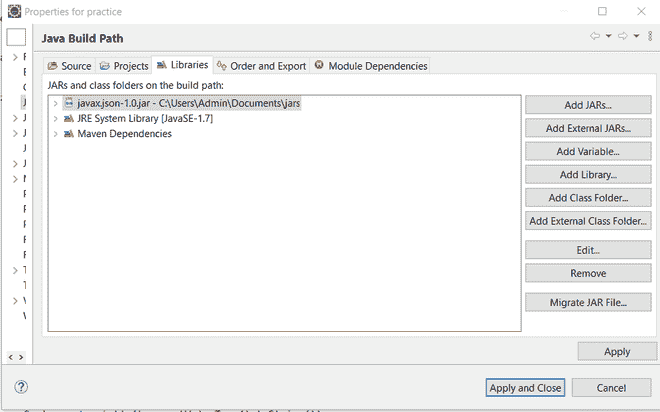 Properties for practice
Java Build Path
Source Projects Libraries Order and Export Module Dependencies
JARs and class folders on the build path:
javax.json-1.0.jar - C:\Users\Admin\Documents\jars
JRE System Library [JavaSE-1.7]
Maven Dependencies
Add JARs...
Add External JARs...
Add Variable...
Add Library...
Add Class Folder...
Add External Class Folder...
Edit...
Remove
Migrate JAR File...
Apply
Apply and Close Cancel